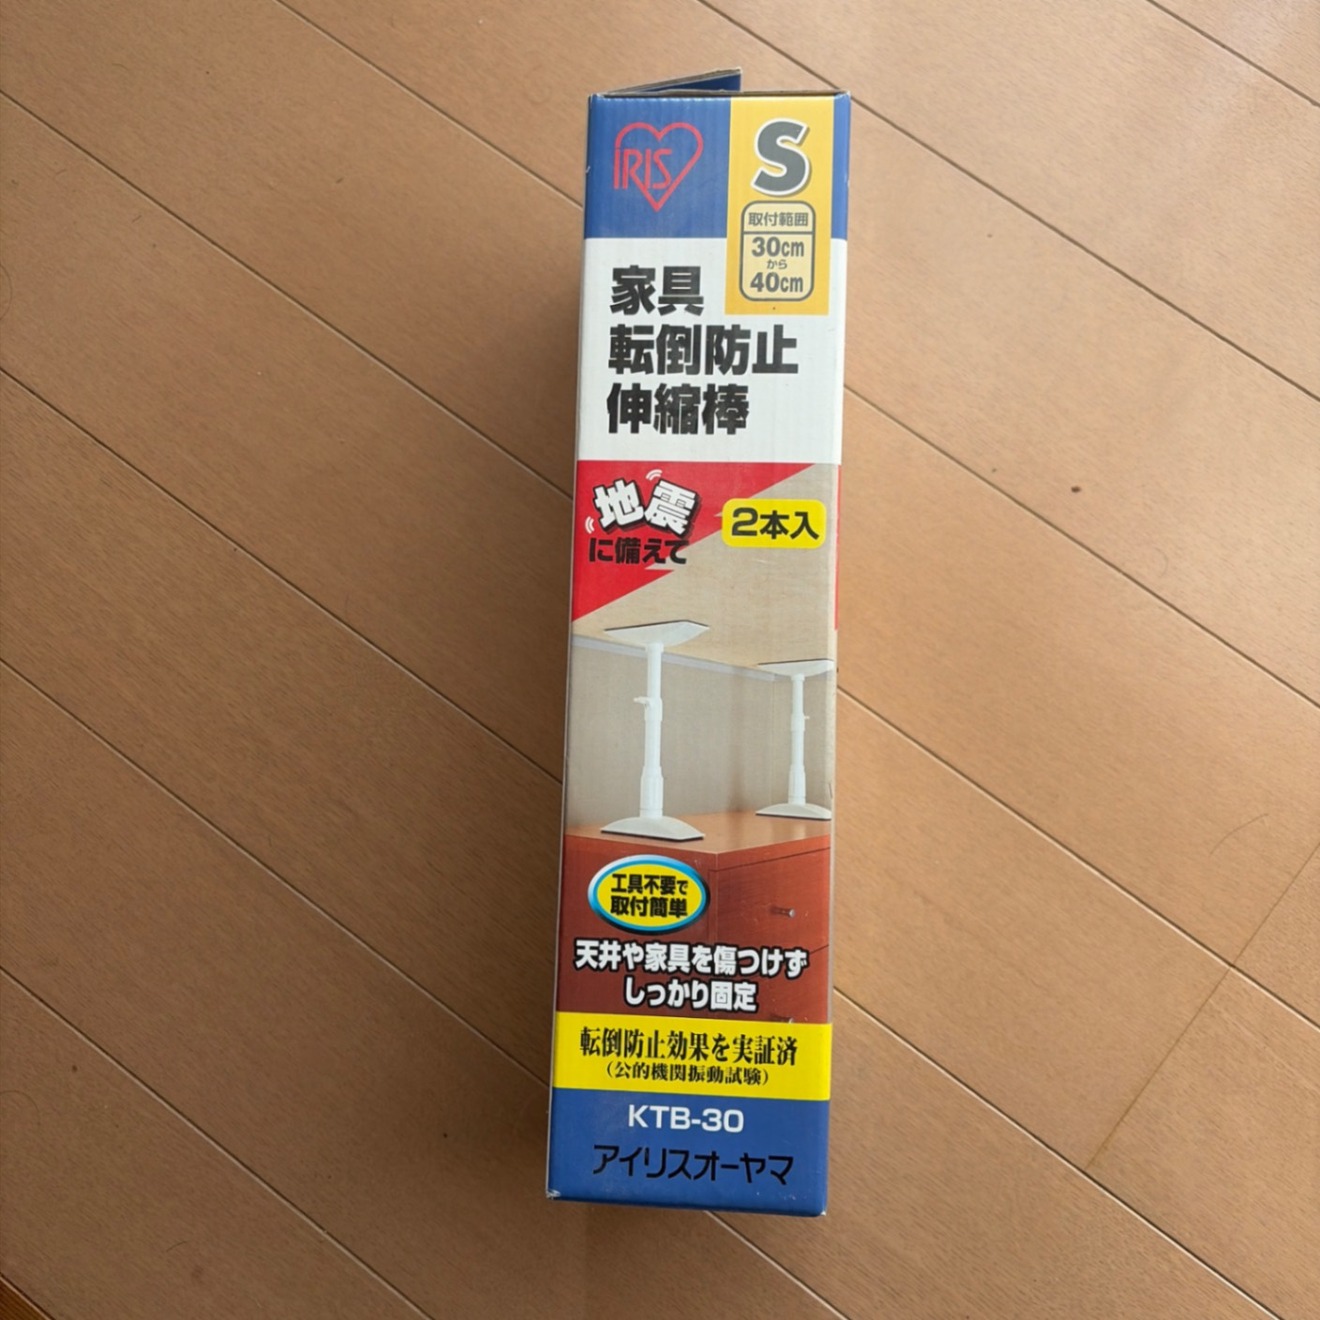 IRIS
S
取付範囲
30cm
から
40cm
家具
転倒防止
伸縮棒
地震
に備えて
2本入
工具不要で
取付簡単
天井や家具を傷つけず
しっかり固定
転倒防止効果を実証済
(公的機関振動試験)
KTB-30
アイリスオーヤマ